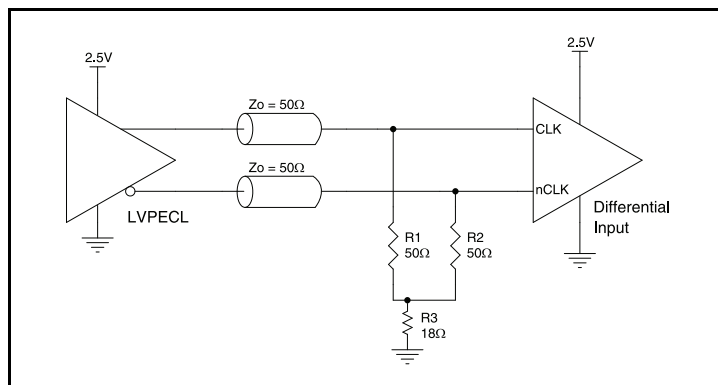 2.5V
2.5V
Zo = 50Ω
CLK
Zo = 50Ω
nCLK
LVPECL
Differential
Input
R1
50Ω
R2
50Ω
R3
18Ω